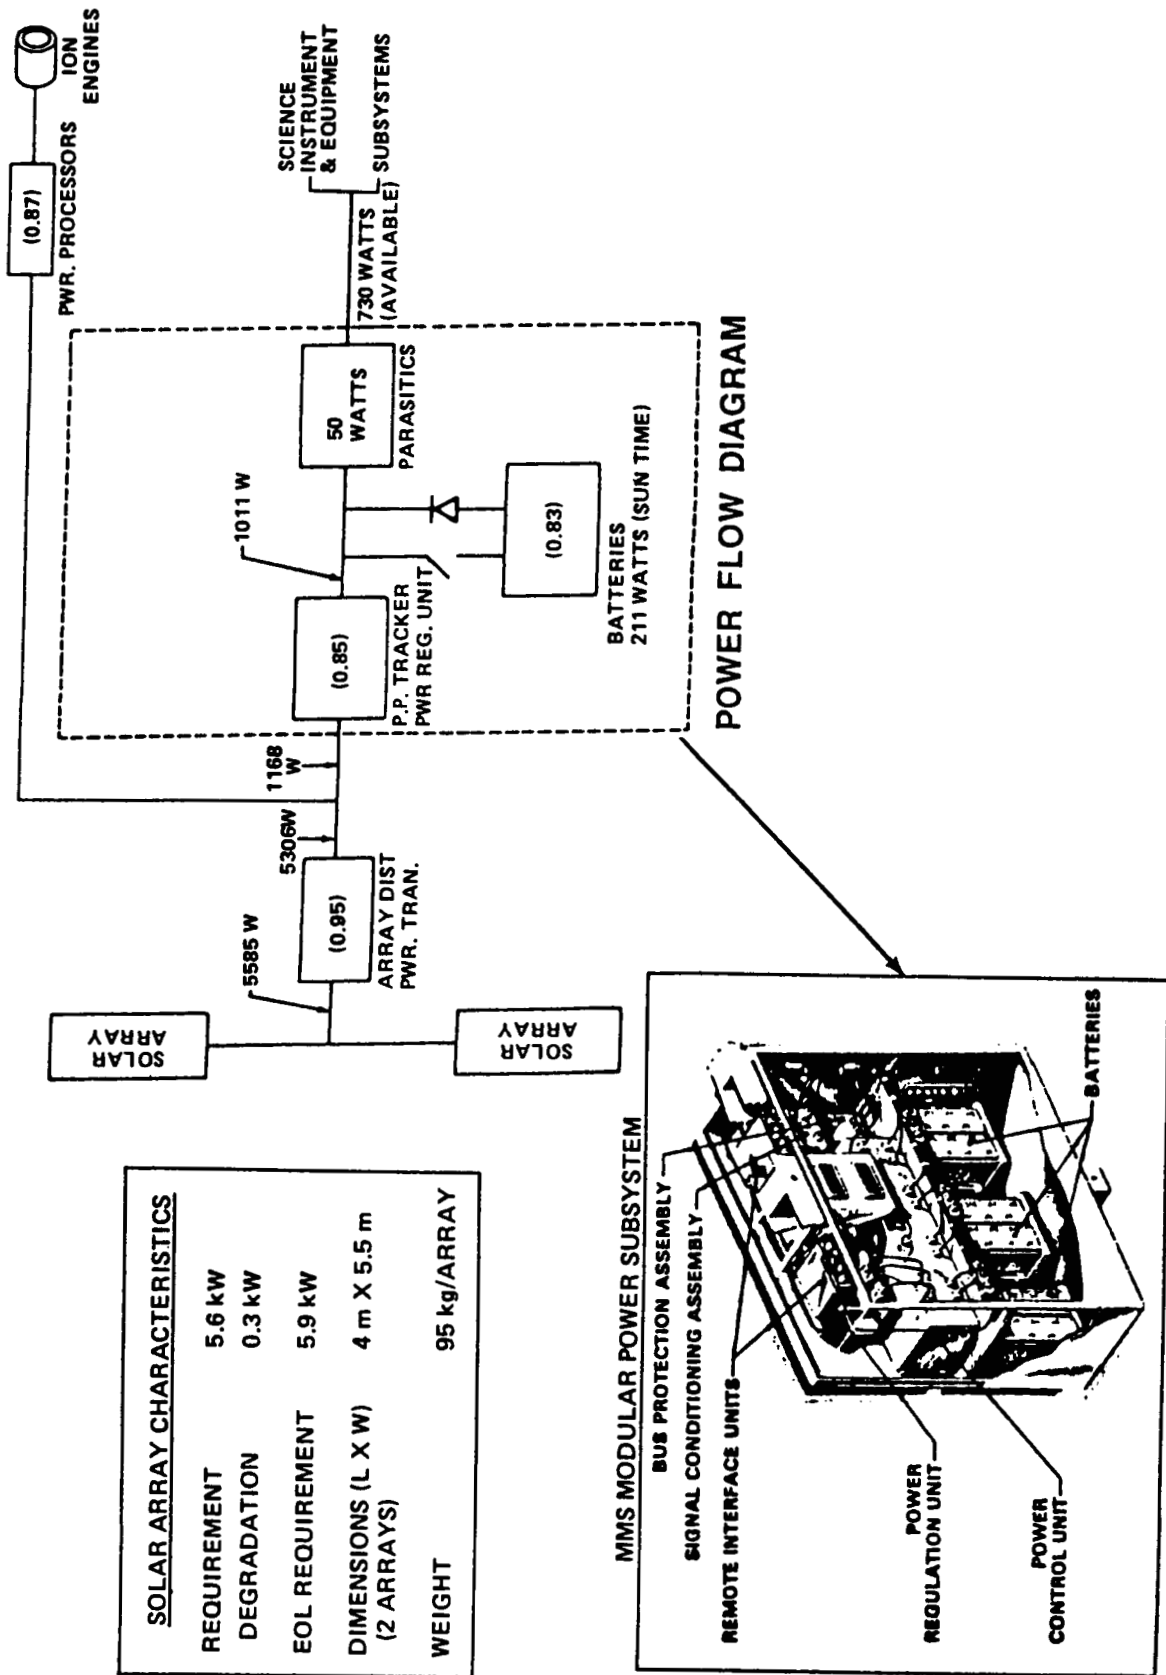 SOLAR ARRAY CHARACTERISTICS
REQUIREMENT 5.6 kW
DEGRADATION 0.3 kW
EOL REQUIREMENT 5.9 kW
DIMENSIONS (L X W) 4 m X 5.5 m
(2 ARRAYS)
WEIGHT 95 kg/ARRAY
SOLAR
ARRAY
SOLAR
ARRAY
5585 W
(0.95)
ARRAY DIST
PWR. TRAN.
5306W
1168
W
(0.85)
P.P. TRACKER
PWR REG. UNIT
1011 W
(0.83)
BATTERIES
211 WATTS (SUN TIME)
50
WATTS
PARASITICS
730 WATTS
(AVAILABLE)
SCIENCE
INSTRUMENT
& EQUIPMENT
SUBSYSTEMS
(0.87)
PWR. PROCESSORS
ION
ENGINES
POWER FLOW DIAGRAM
MMS MODULAR POWER SUBSYSTEM
BUS PROTECTION ASSEMBLY
SIGNAL CONDITIONING ASSEMBLY
REMOTE INTERFACE UNITS
POWER
REGULATION UNIT
POWER
CONTROL UNIT
BATTERIES